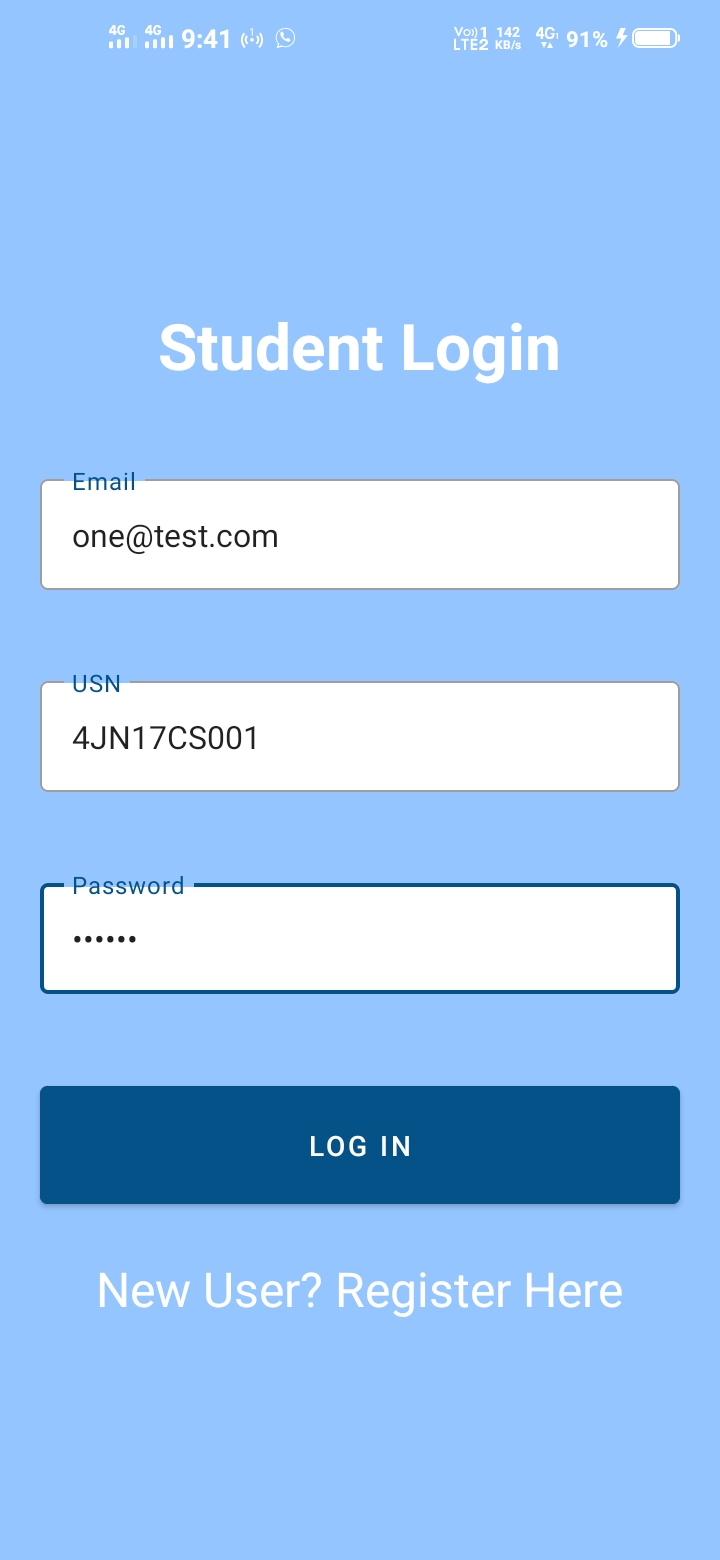 4G 4G 9:41 Vo))1 LTE2 142 KB/s 4G 91%
Student Login
Email
one@test.com
USN
4JN17CS001
Password
••••••
LOG IN
New User? Register Here